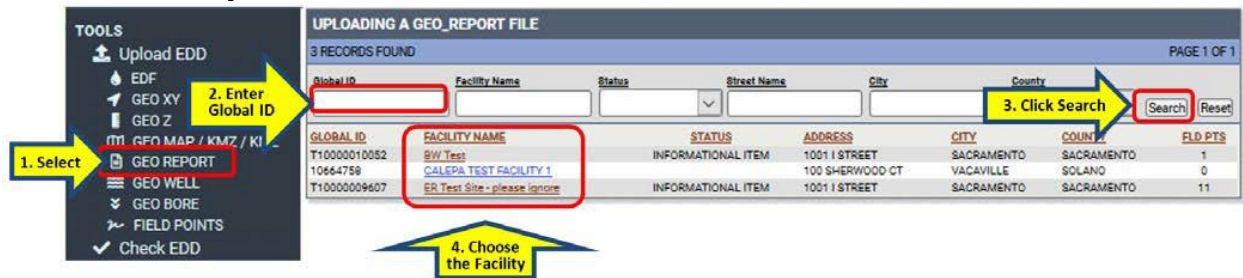 TOOLS
Upload EDD
EDF
GEO XY
GEO Z
GEO MAP / KMZ /
GEO REPORT
GEO WELL
GEO BORE
FIELD POINTS
Check EDD
1. Select
2. Enter
Global ID
UPLOADING A GEO_REPORT FILE
3 RECORDS FOUND PAGE 1 OF 1
Global ID Facility Name Status Street Name City County
3. Click Search
Search Reset
GLOBAL ID FACILITY NAME STATUS ADDRESS CITY COUNTY FLD PTS
T10000010052 BW Test INFORMATIONAL ITEM 1001 I STREET SACRAMENTO SACRAMENTO 1
10664758 CALEPA TEST FACILITY 1 100 SHERWOOD CT VACAVILLE SOLANO 0
T10000009607 ER Test Site - please ignore INFORMATIONAL ITEM 1001 I STREET SACRAMENTO SACRAMENTO 11
4. Choose
the Facility